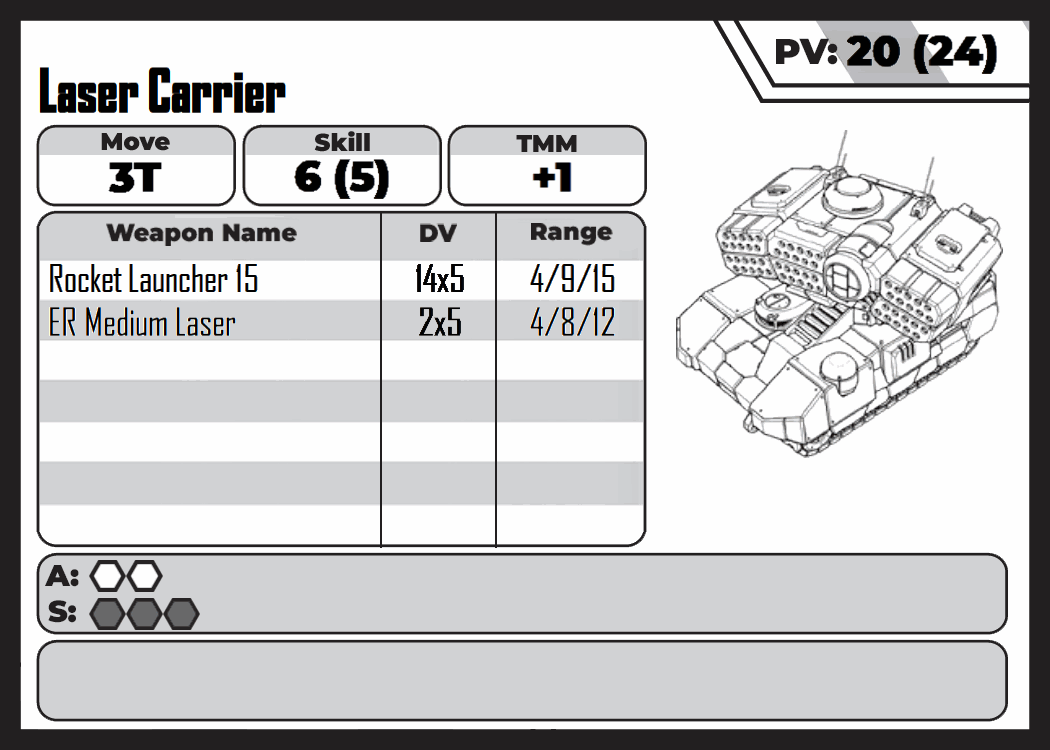 PV: 20 (24)
Laser Carrier
Move Skill TMM
3T 6 (5) +1
Weapon Name DV Range
Rocket Launcher 15 14x5 4/9/15
ER Medium Laser 2x5 4/8/12
A:
S: